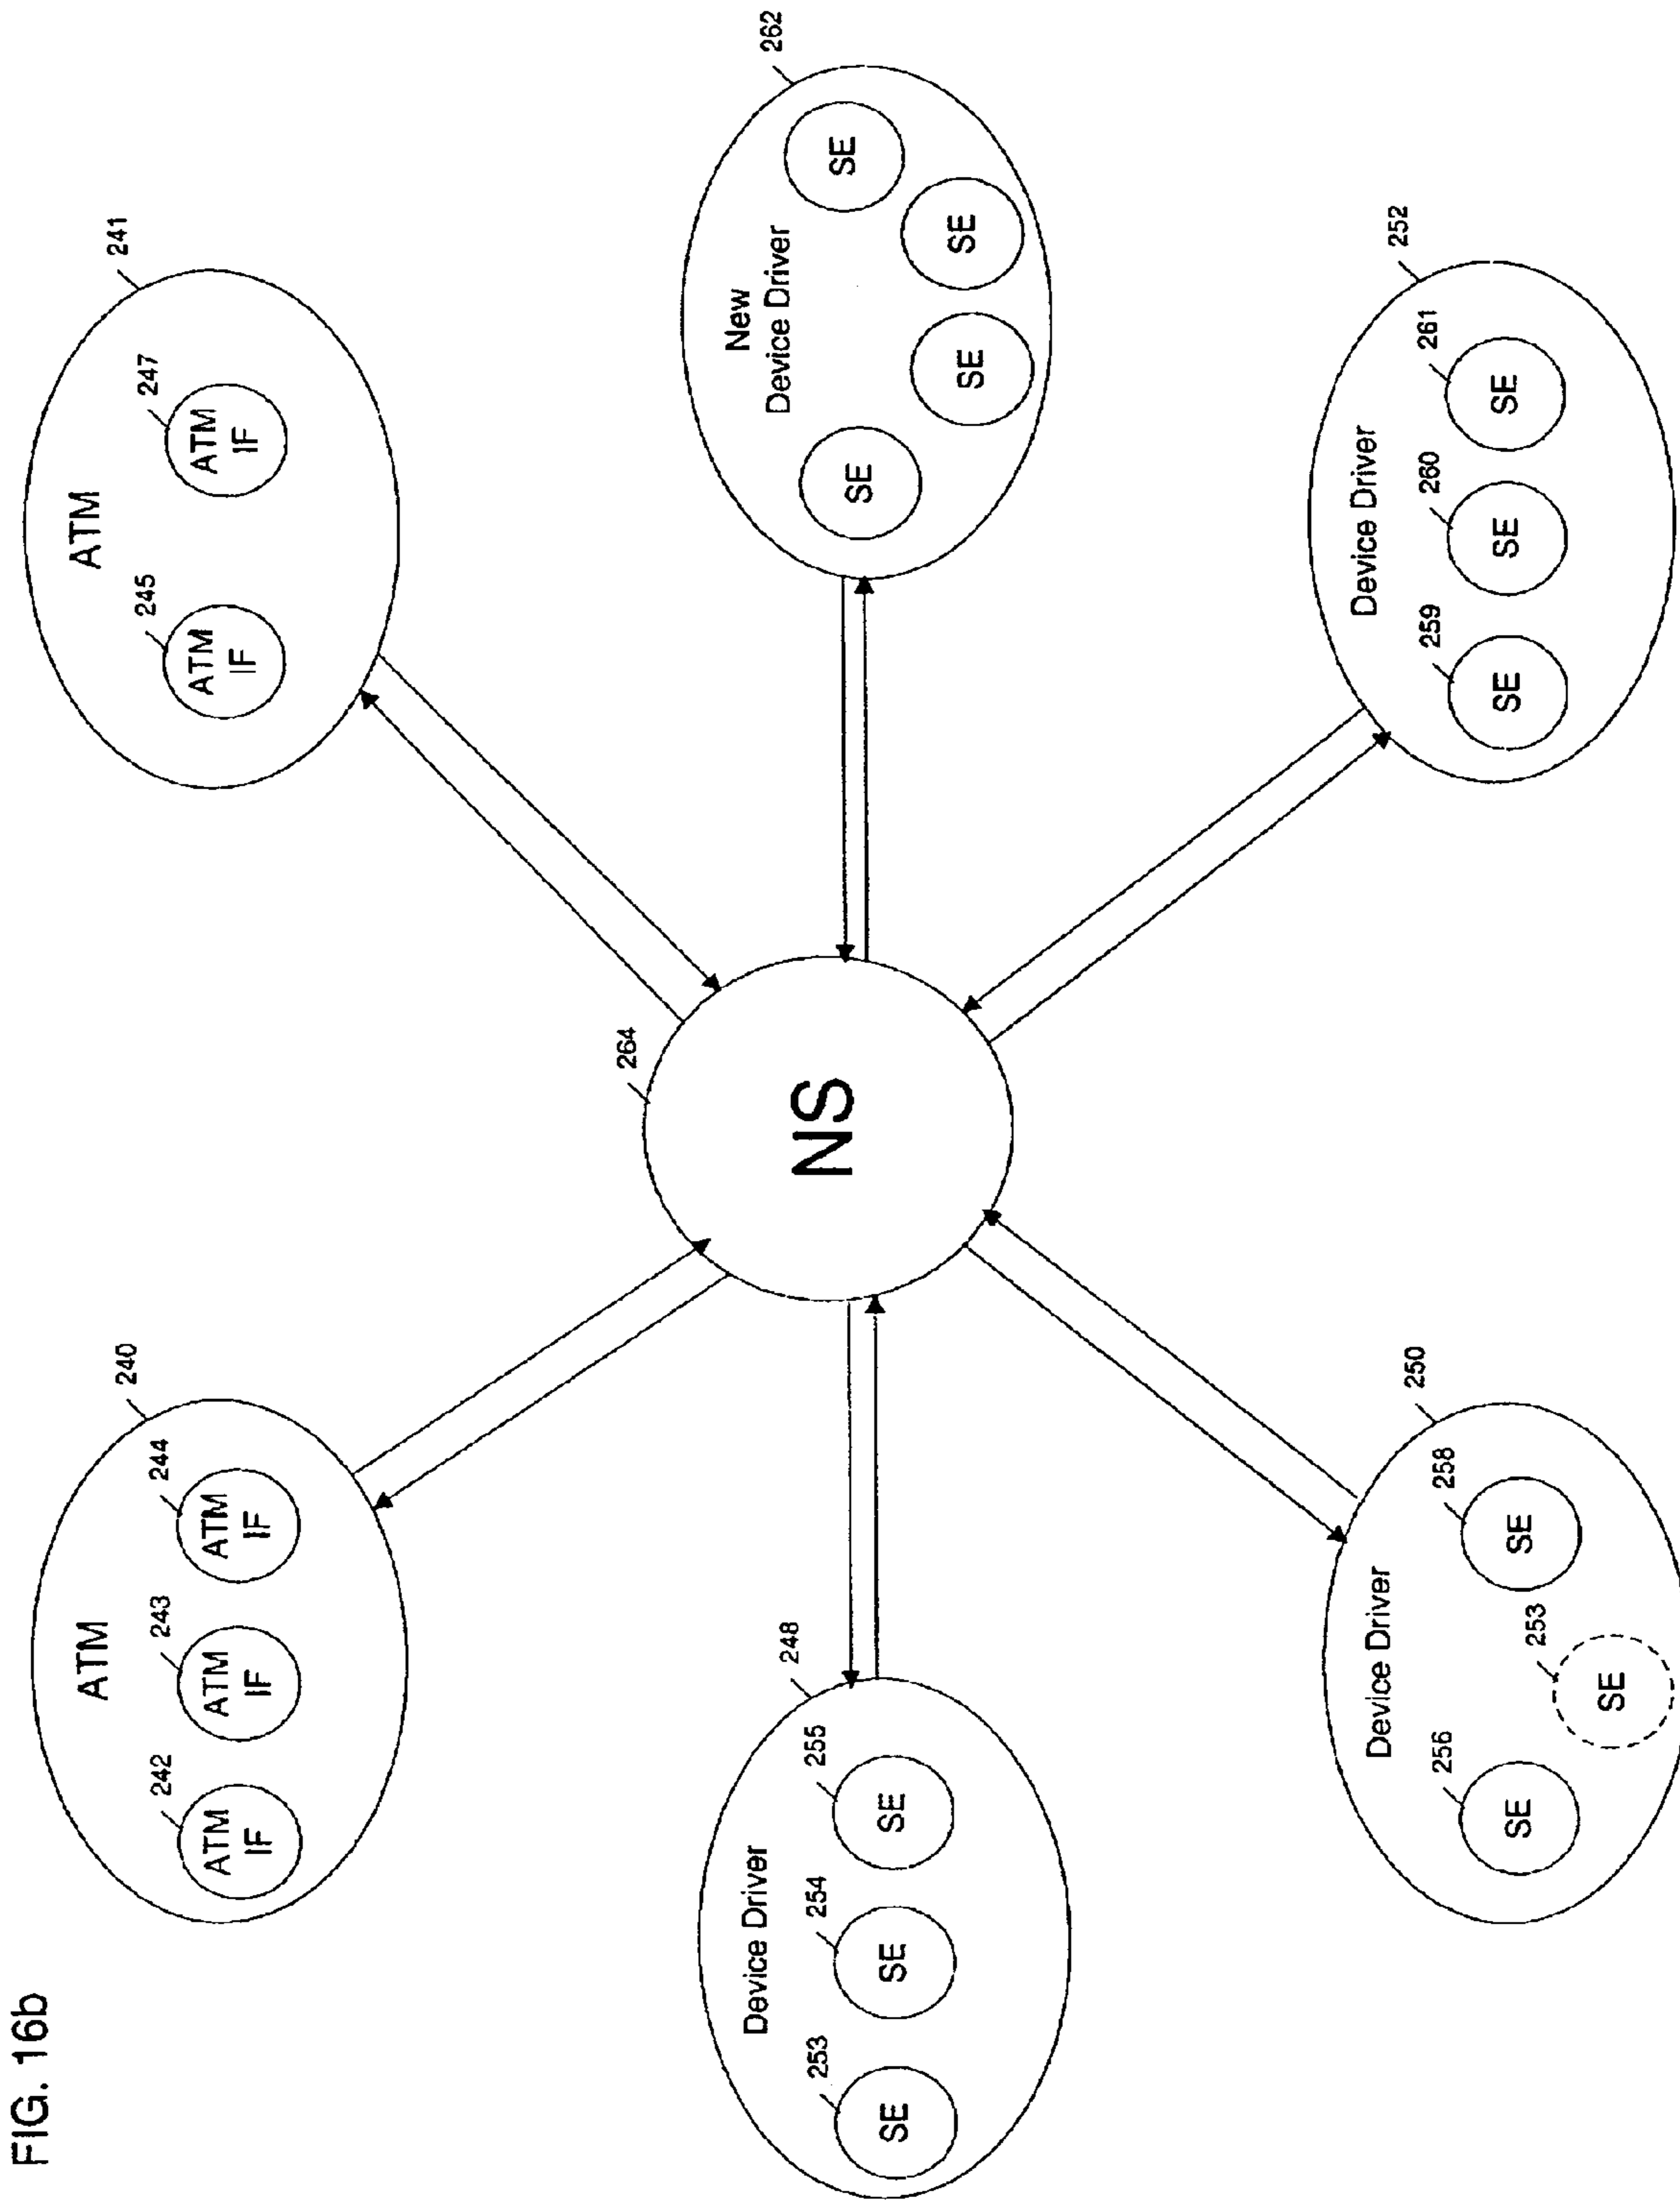 FIG. 16b
240
ATM
242
ATM
IF
243
ATM
IF
244
ATM
IF
241
ATM
245
ATM
IF
247
ATM
IF
264
NS
248
Device Driver
253
SE
254
SE
255
SE
262
New
Device Driver
SE
SE
SE
SE
250
Device Driver
256
SE
253
SE
258
SE
252
Device Driver
259
SE
260
SE
261
SE